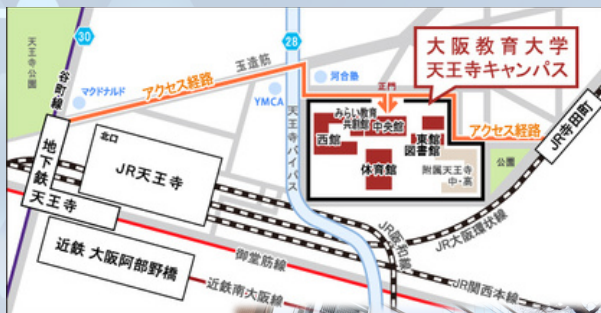 天王寺公園
30
谷町線
マクドナルド
アクセス経路
玉造筋
28
YMCA
河合塾
天王寺バイパス
大阪教育大学
天王寺キャンパス
正門
みらい教育
共創館
中央館
西館
東館
図書館
体育館
附属天王寺
中・高
アクセス経路
公園
JR寺田町
北口
JR天王寺
地下鉄
天王寺
近鉄 大阪阿部野橋
御堂筋線
近鉄南大阪線
JR阪和線
JR大阪環状線
JR関西本線